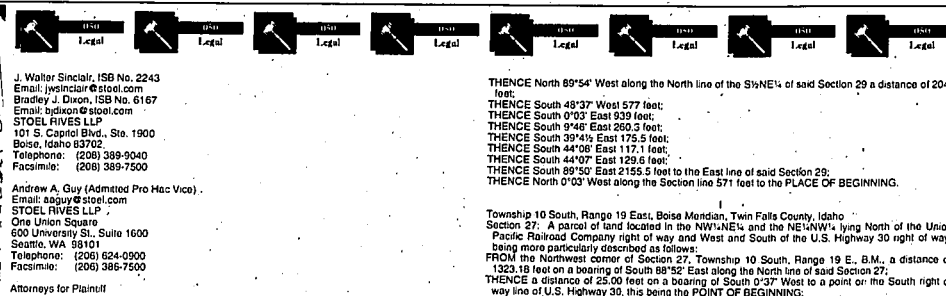 050 Legal
050 Legal
050 Legal
050 Legal
050 Legal
050 Legal
050 Legal
050 Legal
J. Walter Sinclair, ISB No. 2243
Email: jwsinclair@stoel.com
Bradley J. Dixon, ISB No. 6167
Email: bjdixon@stoel.com
STOEL RIVES LLP
101 S. Capitol Blvd., Ste. 1900
Boise, Idaho 83702
Telephone: (208) 389-9040
Facsimile: (208) 389-7500
Andrew A. Guy (Admitted Pro Hac Vice)
Email: aaguy@stoel.com
STOEL RIVES LLP
One Union Square
600 University St., Suite 1600
Seattle, WA 98101
Telephone: (206) 624-0900
Facsimile: (206) 386-7500
Attorneys for Plaintiff
THENCE North 89°54' West along the North line of the S½NE¼ of said Section 29 a distance of 204
feet;
THENCE South 48°37' West 577 feet;
THENCE South 0°03' East 939 feet;
THENCE South 9°46' East 260.3 feet;
THENCE South 39°4½ East 175.5 feet;
THENCE South 44°08' East 117.1 feet;
THENCE South 44°07' East 129.6 feet;
THENCE South 89°50' East 2155.5 feet to the East line of said Section 29;
THENCE North 0°03' West along the Section line 571 feet to the PLACE OF BEGINNING.
Township 10 South, Range 19 East, Boise Meridian, Twin Falls County, Idaho
Section 27: A parcel of land located in the NW¼NE¼ and the NE¼NW¼ lying North of the Unio
Pacific Railroad Company right of way and West and South of the U.S. Highway 30 right of way
being more particularly described as follows:
FROM the Northwest corner of Section 27, Township 10 South, Range 19 E., B.M., a distance o
1323.18 feet on a bearing of South 88°52' East along the North line of said Section 27;
THENCE a distance of 25.00 feet on a bearing of South 0°37' West to a point on the South right o
way line of U.S. Highway 30, this being the POINT OF BEGINNING;